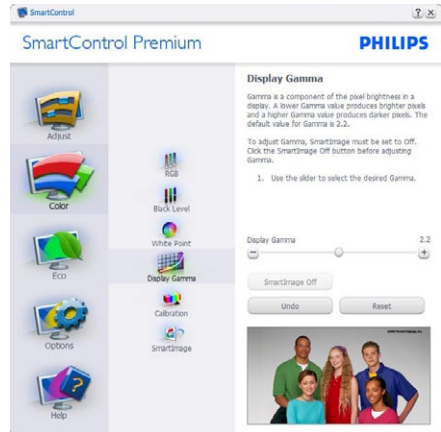 SmartControl
SmartControl Premium
PHILIPS
Adjust
Color
Eco
Options
Help
RGB
Black Level
White Point
Display Gamma
Calibration
SmartImage
Display Gamma
Gamma is a component of the pixel brightness in a
display. A lower Gamma value produces brighter pixels
and a higher Gamma value produces darker pixels. The
default value for Gamma is 2.2.
To adjust Gamma, SmartImage must be set to Off.
Click the SmartImage Off button before adjusting
Gamma.
1. Use the slider to select the desired Gamma.
Display Gamma 2.2
SmartImage Off
Undo Reset